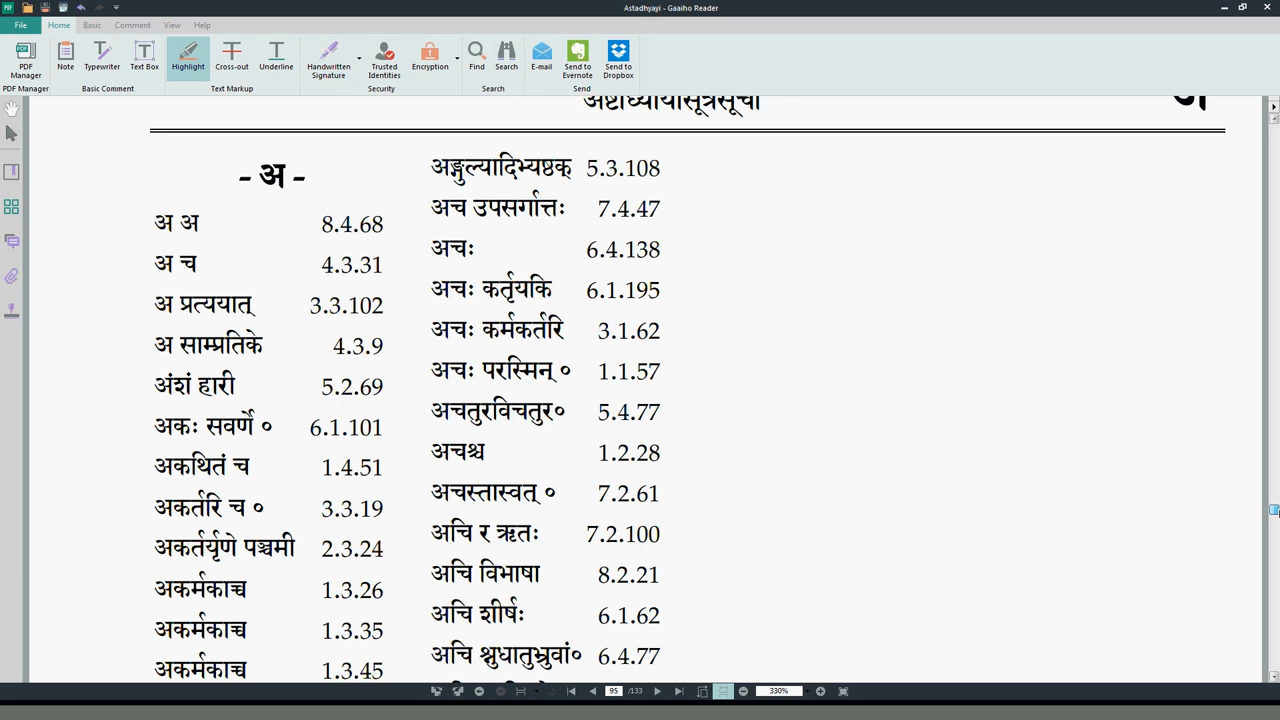 Astadhyayi - Gaaiho Reader
File Home Basic Comment View Help
PDF Manager Note Typewriter Text Box Highlight Cross-out Underline Handwritten Signature Trusted Identities Encryption Find Search E-mail Send to Evernote Send to Dropbox
PDF Manager Basic Comment Text Markup Security Search Send
अष्टाध्यायीसूत्रसूची अ
- अ -
अ अ 8.4.68
अ च 4.3.31
अ प्रत्ययात् 3.3.102
अ साम्प्रतिके 4.3.9
अंशं हारी 5.2.69
अकः सवर्णे ० 6.1.101
अकथितं च 1.4.51
अकर्तरि च ० 3.3.19
अकर्तर्यृणे पञ्चमी 2.3.24
अकर्मकाच्च 1.3.26
अकर्मकाच्च 1.3.35
अकर्मकाच्च 1.3.45
अङ्गुल्यादिभ्यष्ठक् 5.3.108
अच उपसर्गात्तः 7.4.47
अचः 6.4.138
अचः कर्तृयकि 6.1.195
अचः कर्मकर्तरि 3.1.62
अचः परस्मिन् ० 1.1.57
अचतुरविचतुर० 5.4.77
अचश्च 1.2.28
अचस्तास्वत् ० 7.2.61
अचि र ऋतः 7.2.100
अचि विभाषा 8.2.21
अचि शीर्षः 6.1.62
अचि श्नुधातुभ्रुवां० 6.4.77
95 /133 330%